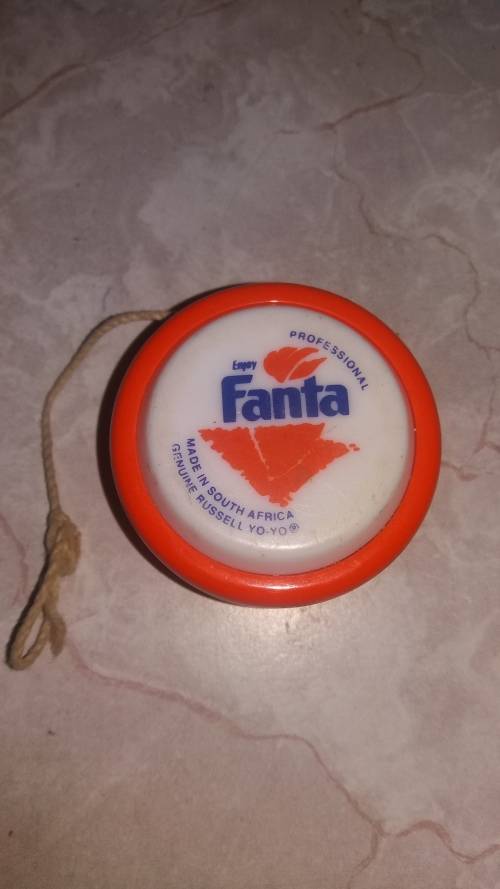 PROFESSIONAL
Enjoy
Fanta
MADE IN SOUTH AFRICA
GENUINE RUSSELL YO-YO®